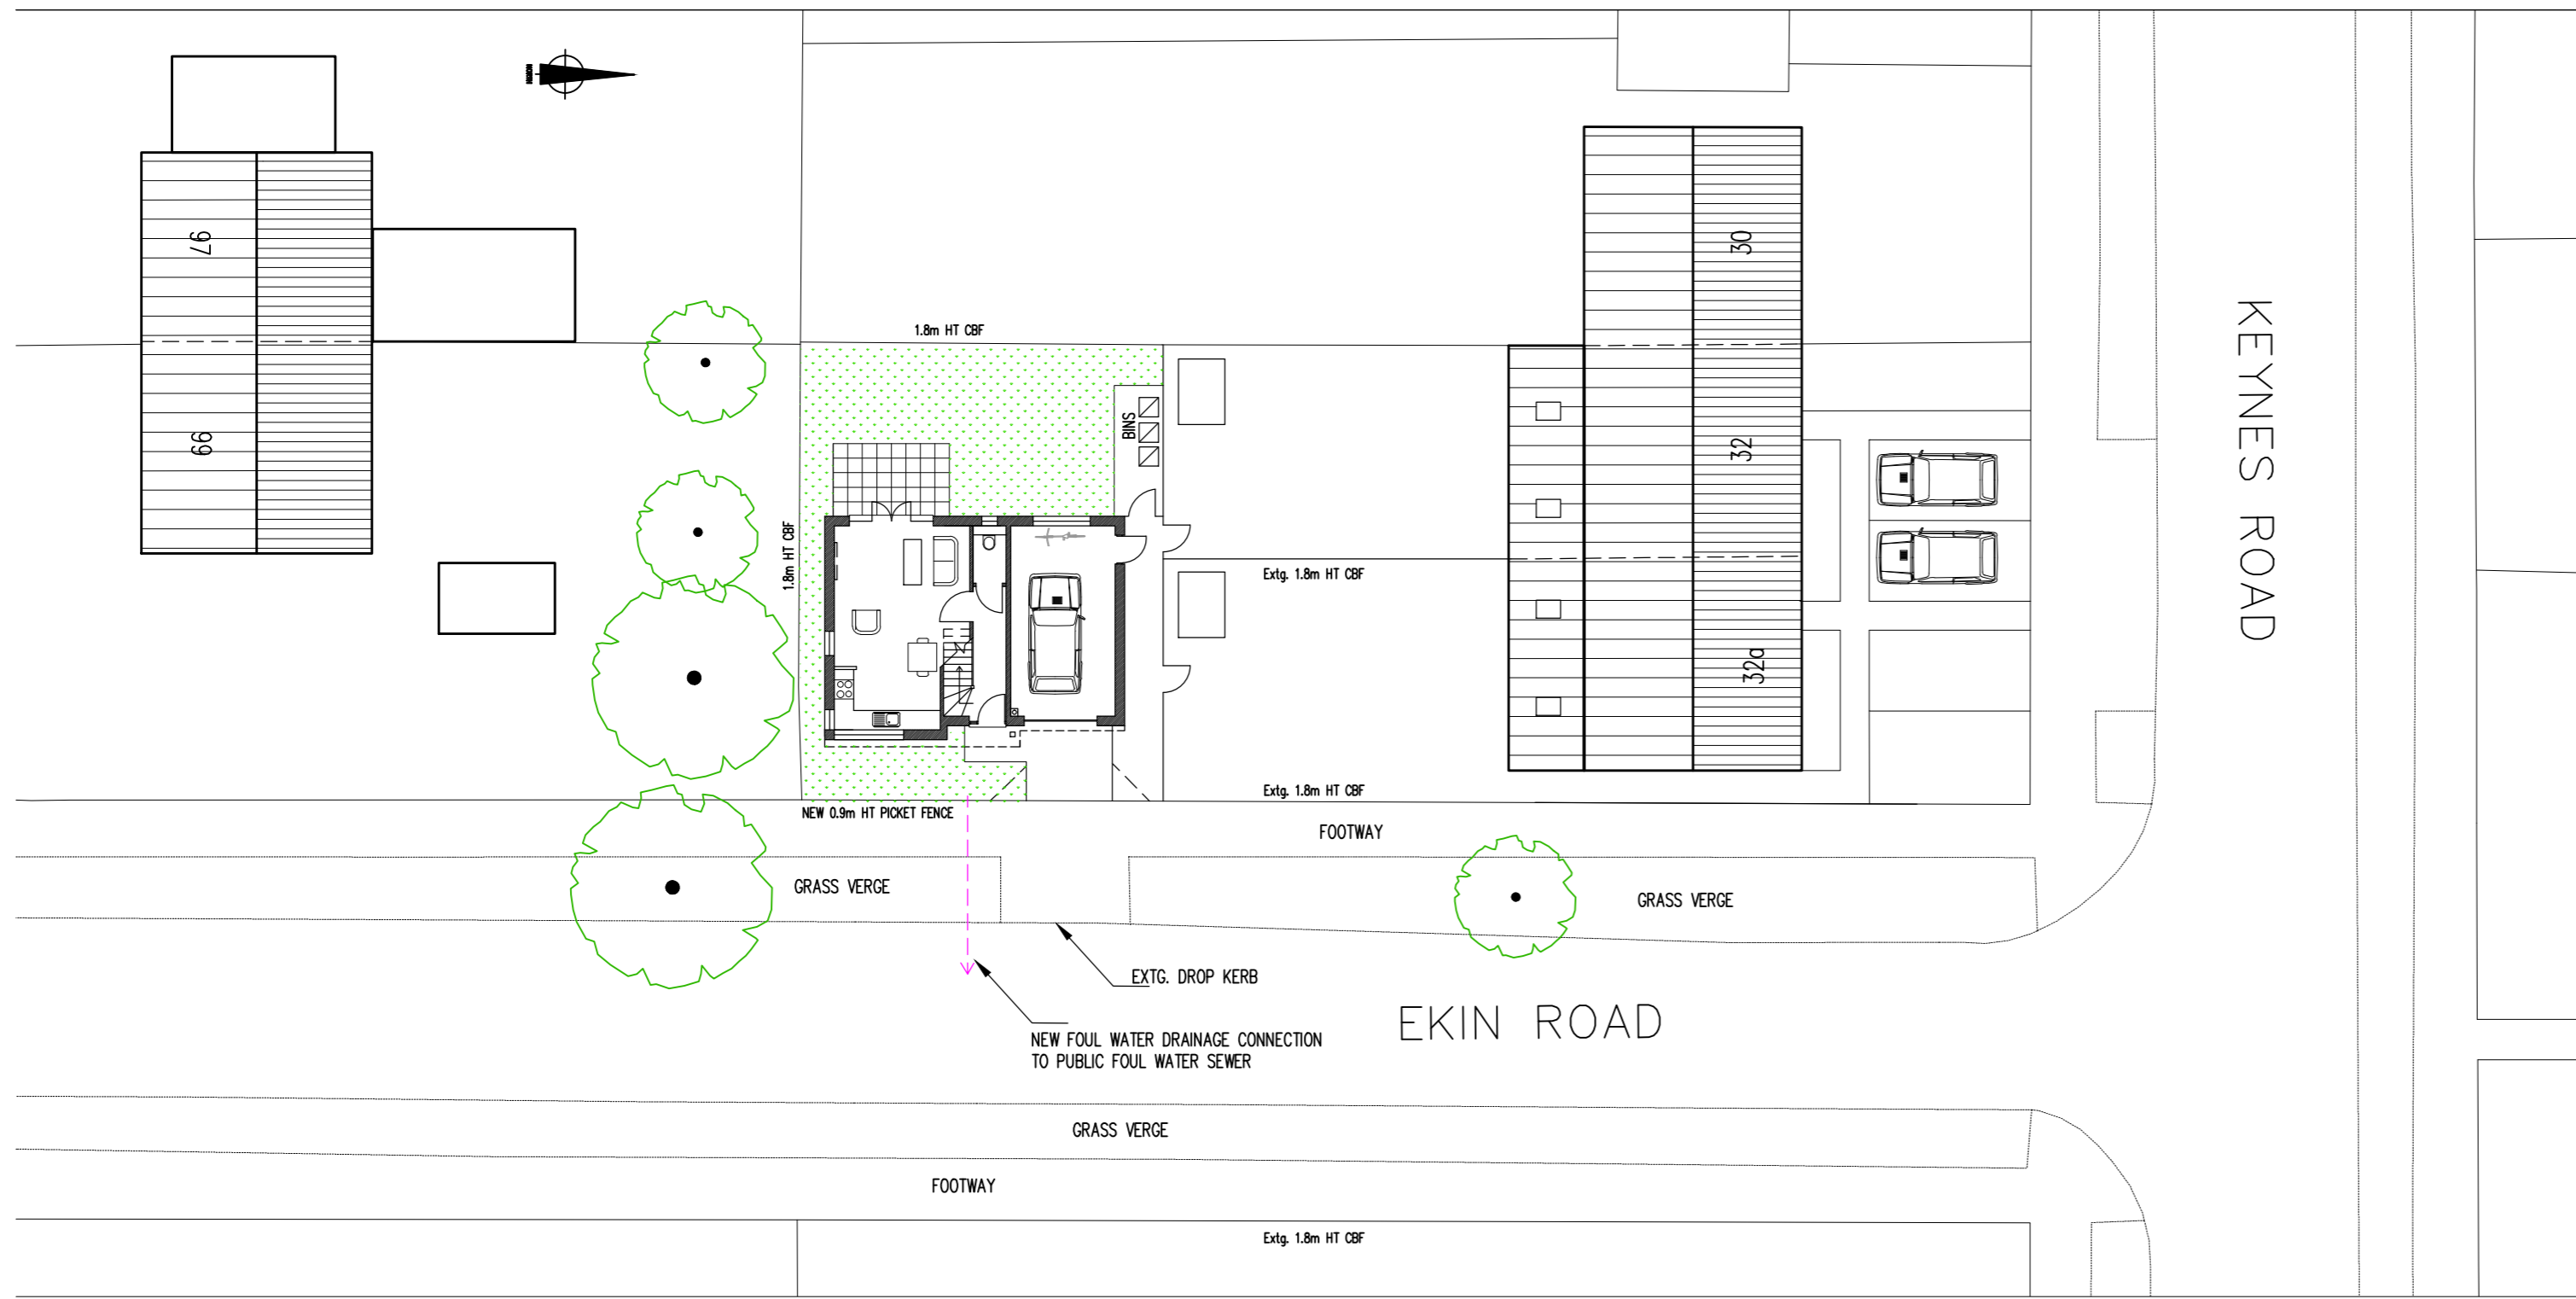 NORTH
97
99
1.8m HT CBF
30
32
32a
KEYNES ROAD
BINS
1.8m HT CBF
Extg. 1.8m HT CBF
Extg. 1.8m HT CBF
NEW 0.9m HT PICKET FENCE
FOOTWAY
GRASS VERGE
GRASS VERGE
EXTG. DROP KERB
EKIN ROAD
NEW FOUL WATER DRAINAGE CONNECTION
TO PUBLIC FOUL WATER SEWER
GRASS VERGE
FOOTWAY
Extg. 1.8m HT CBF